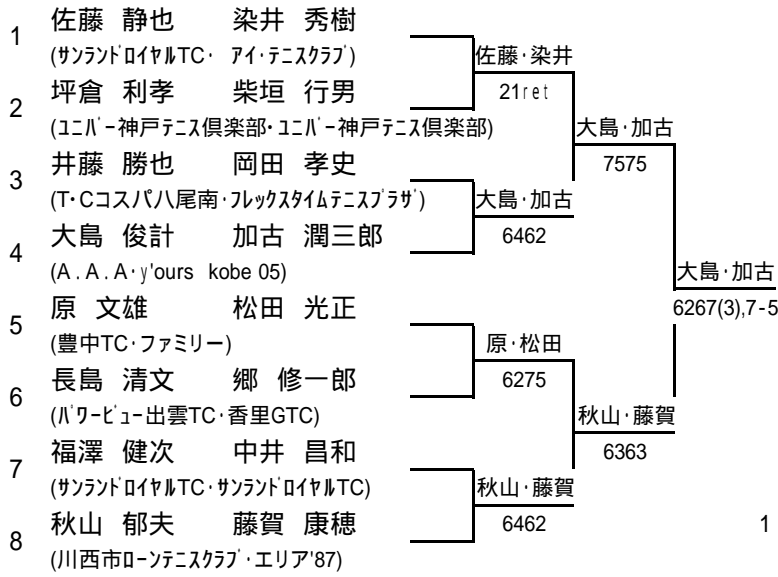 1 佐藤 静也 染井 秀樹
(サンランドロイヤルTC・ アイ・テニスクラブ)
佐藤・染井
21ret
2 坪倉 利孝 柴垣 行男
(ユニバー神戸テニス倶楽部・ユニバー神戸テニス倶楽部)
大島・加古
7575
3 井藤 勝也 岡田 孝史
(T・Cコスパ八尾南・フレックスタイムテニスプラザ)
大島・加古
6462
4 大島 俊計 加古 潤三郎
(A.A.A・y'ours kobe 05)
大島・加古
6267(3),7-5
5 原 文雄 松田 光正
(豊中TC・ファミリー)
原・松田
6275
6 長島 清文 郷 修一郎
(パワービュー出雲TC・香里GTC)
秋山・藤賀
6363
7 福澤 健次 中井 昌和
(サンランドロイヤルTC・サンランドロイヤルTC)
秋山・藤賀
6462
8 秋山 郁夫 藤賀 康穂
(川西市ローンテニスクラブ・エリア'87)
1